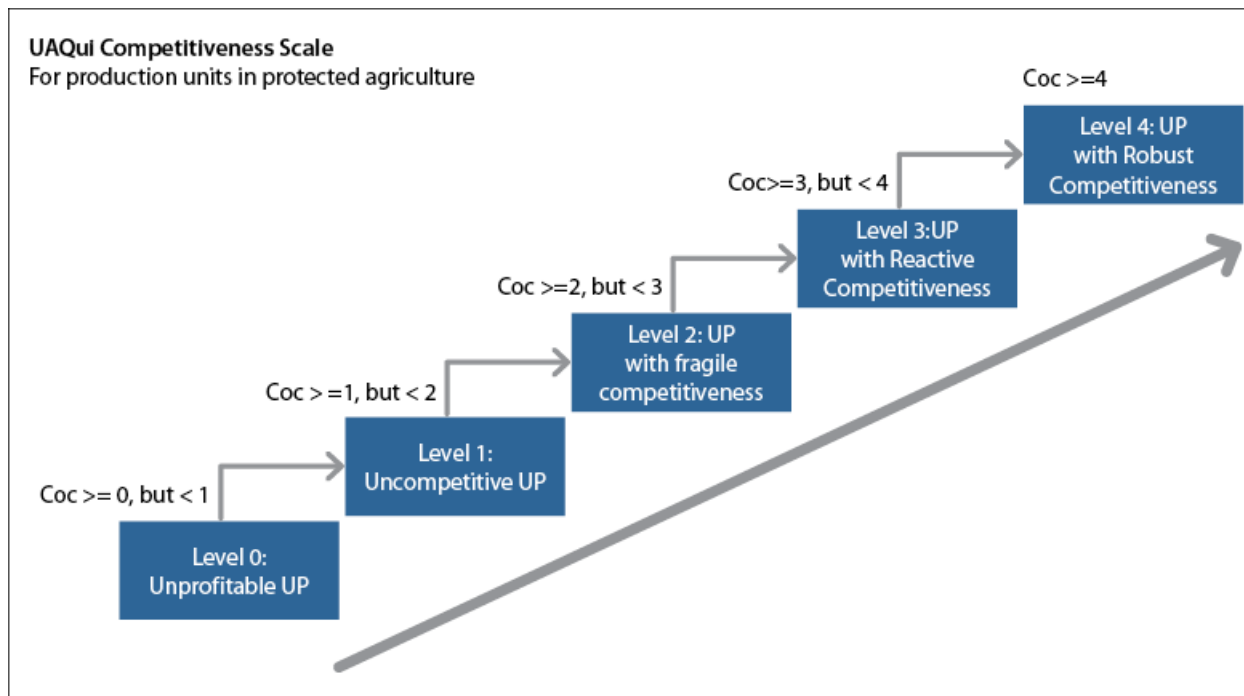 UAQui Competitiveness Scale
For production units in protected agriculture
Coc >=4
Level 4: UP
with Robust
Competitiveness
Coc>=3, but < 4
Level 3:UP
with Reactive
Competitiveness
Coc >=2, but < 3
Level 2: UP
with fragile
competitiveness
Coc > =1, but < 2
Level 1:
Uncompetitive UP
Coc >= 0, but < 1
Level 0:
Unprofitable UP